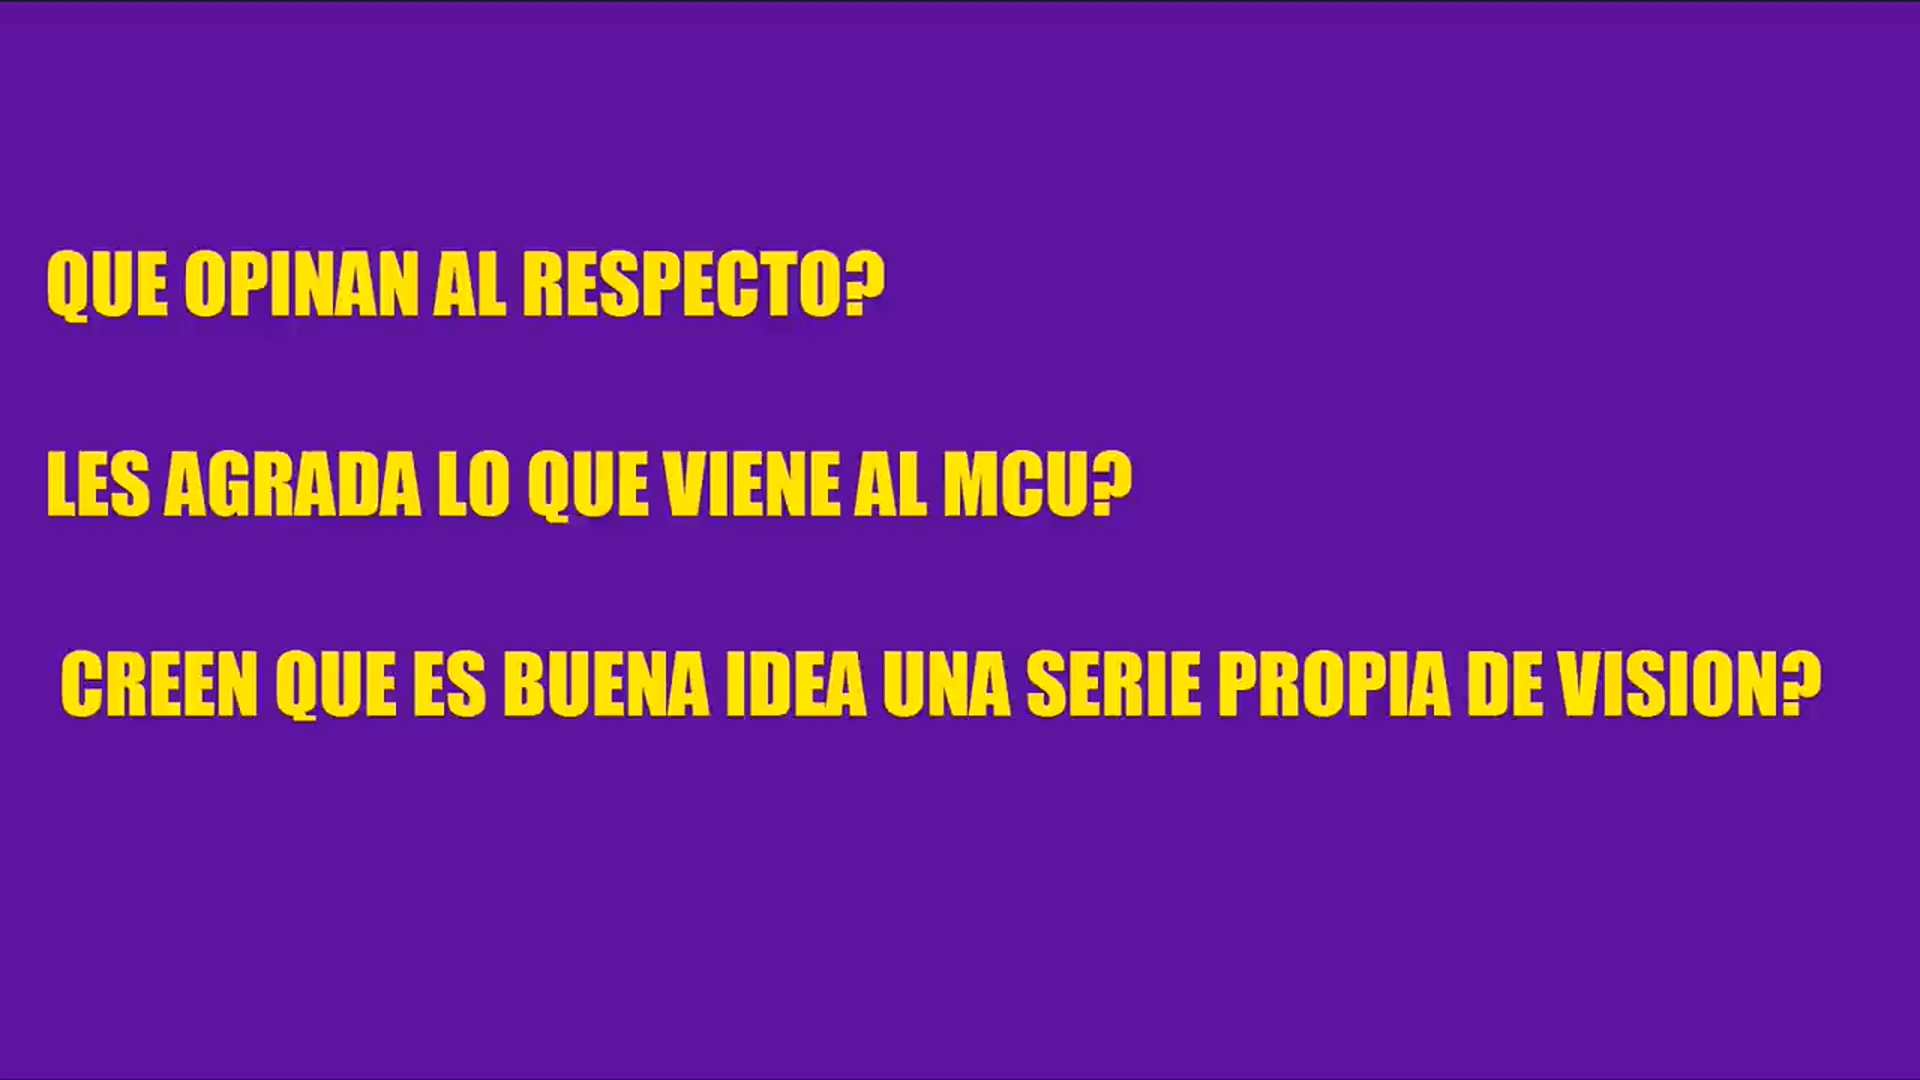 QUE OPINAN AL RESPECTO?
LES AGRADA LO QUE VIENE AL MCU?
CREEN QUE ES BUENA IDEA UNA SERIE PROPIA DE VISION?